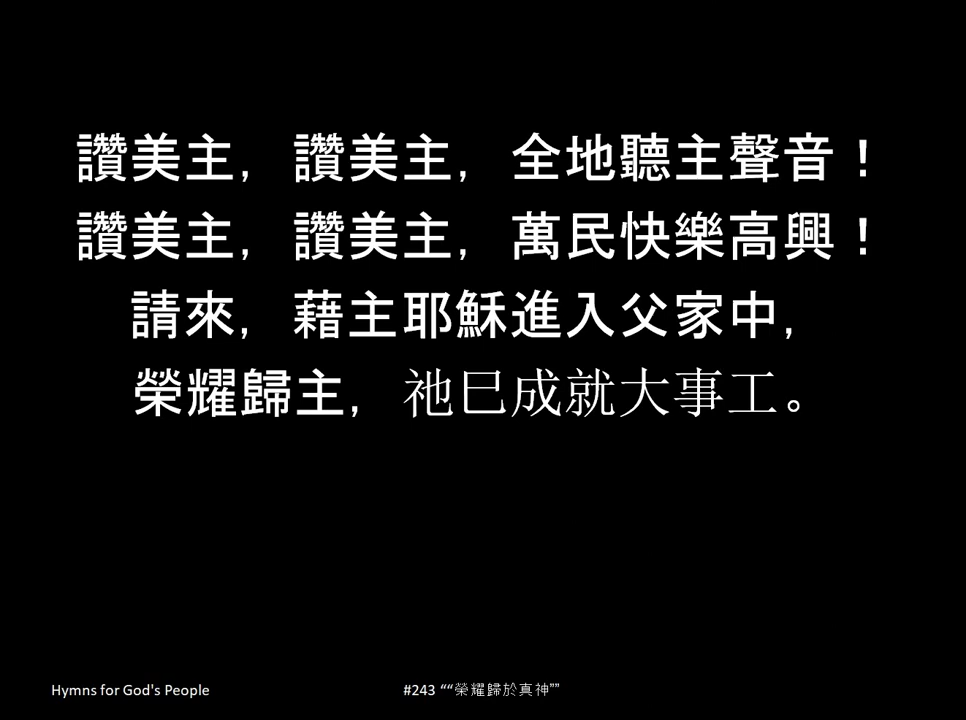 讚美主，讚美主，全地聽主聲音！
讚美主，讚美主，萬民快樂高興！
請來，藉主耶穌進入父家中，
榮耀歸主，祂巳成就大事工。
Hymns for God's People
#243 ““榮耀歸於真神””